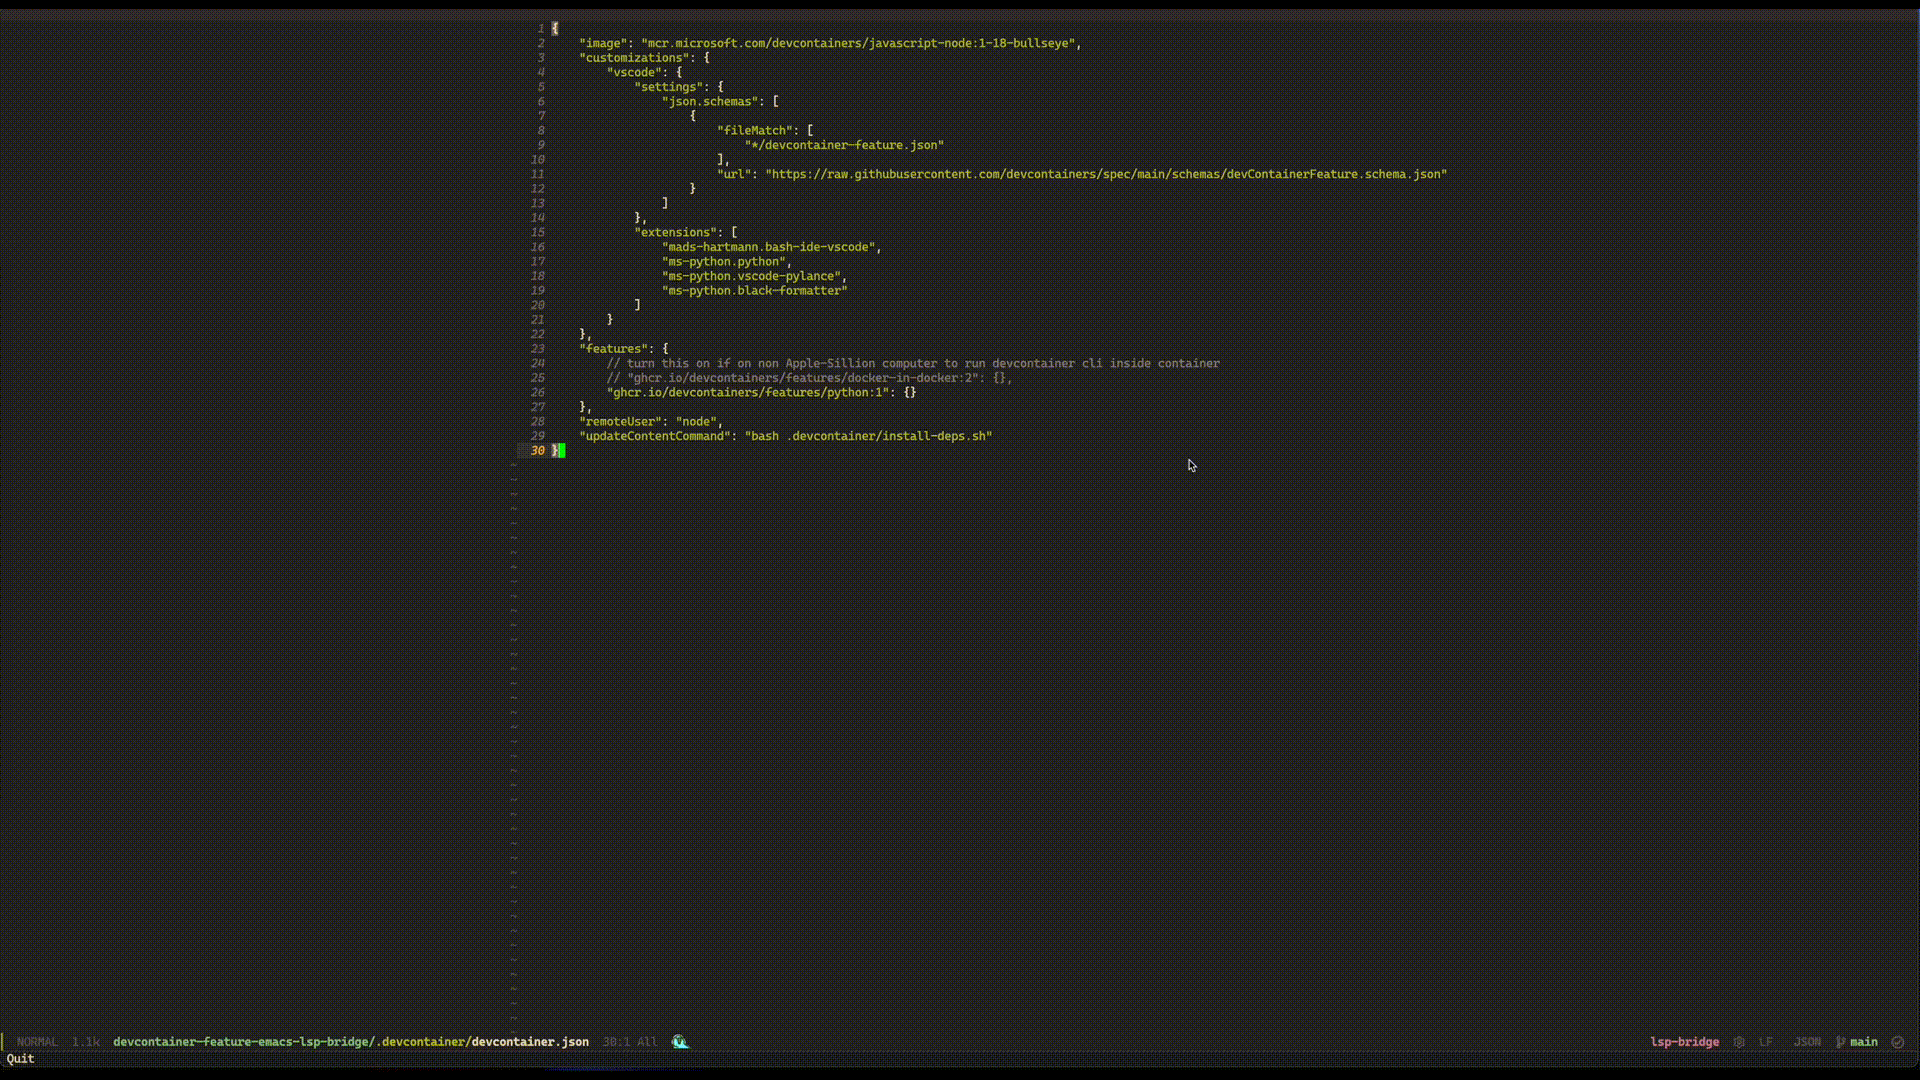 1 {
2     "image": "mcr.microsoft.com/devcontainers/javascript-node:1-18-bullseye",
3     "customizations": {
4         "vscode": {
5             "settings": {
6                 "json.schemas": [
7                     {
8                         "fileMatch": [
9                             "*/devcontainer-feature.json"
10                         ],
11                         "url": "https://raw.githubusercontent.com/devcontainers/spec/main/schemas/devContainerFeature.schema.json"
12                     }
13                 ]
14             },
15             "extensions": [
16                 "mads-hartmann.bash-ide-vscode",
17                 "ms-python.python",
18                 "ms-python.vscode-pylance",
19                 "ms-python.black-formatter"
20             ]
21         }
22     },
23     "features": {
24         // turn this on if on non Apple-Sillion computer to run devcontainer cli inside container
25         // "ghcr.io/devcontainers/features/docker-in-docker:2": {},
26         "ghcr.io/devcontainers/features/python:1": {}
27     },
28     "remoteUser": "node",
29     "updateContentCommand": "bash .devcontainer/install-deps.sh"
30 }
NORMAL 1.1k devcontainer-feature-emacs-lsp-bridge/.devcontainer/devcontainer.json 30:1 All lsp-bridge LF JSON main
Quit